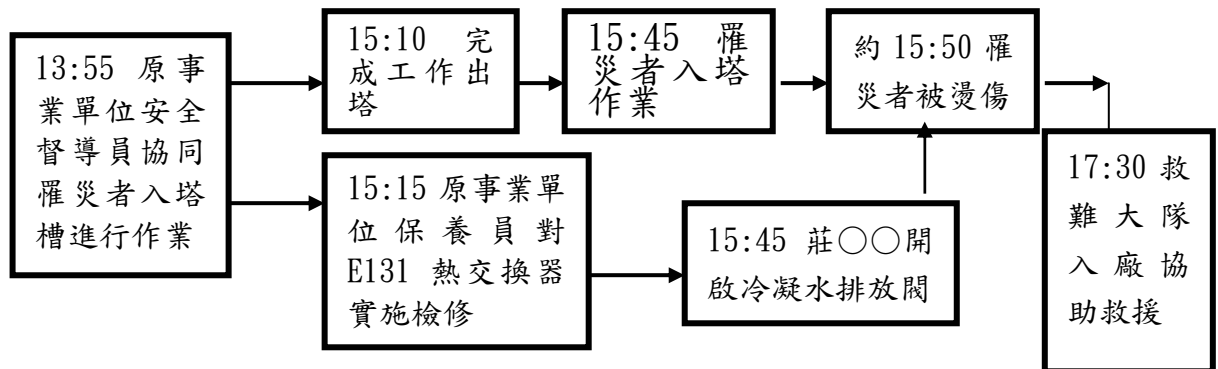 13:55 原事
業單位安全
督導員協同
罹災者入塔
槽進行作業
15:10 完
成工作出
塔
15:45 罹
災者入塔
作業
約 15:50 罹
災者被燙傷
15:15 原事業單
位保養員對
E131 熱交換器
實施檢修
15:45 莊○○開
啟冷凝水排放閥
17:30 救
難大隊
入廠協
助救援